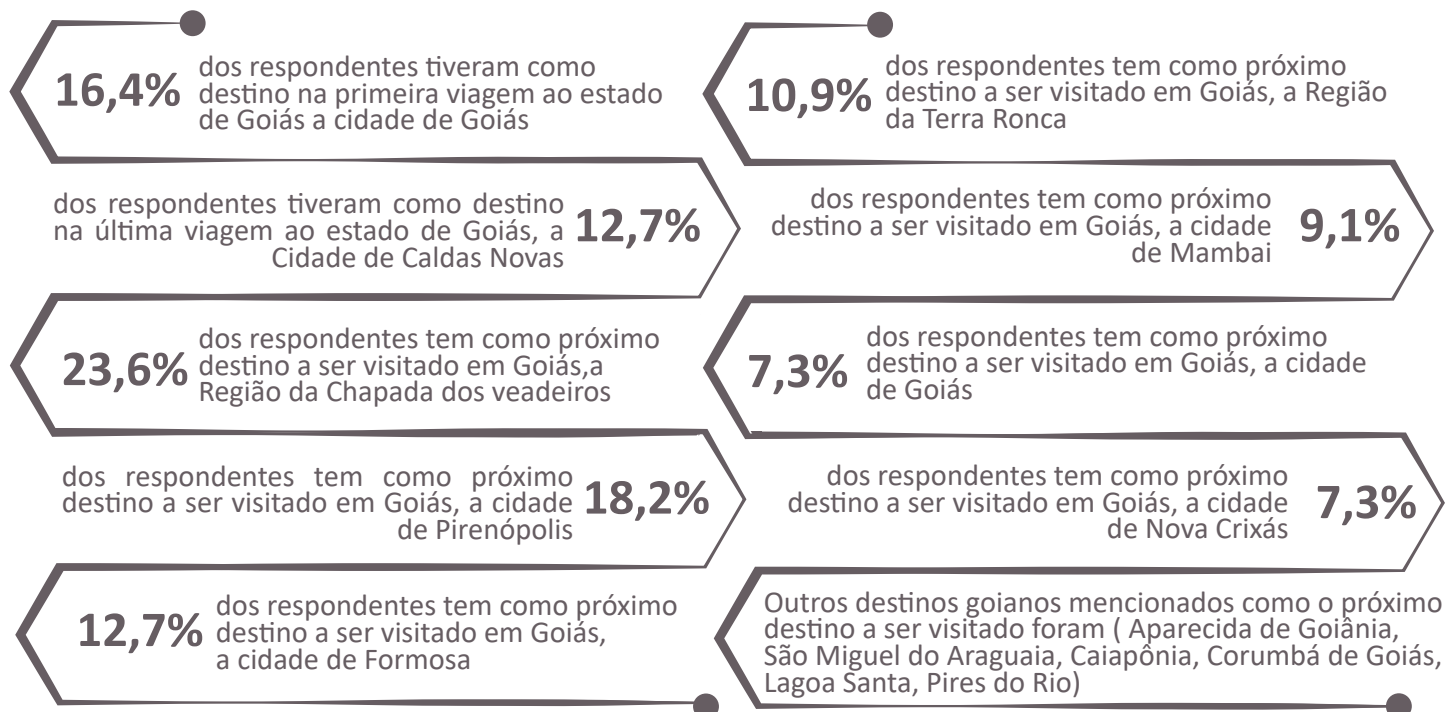 16,4%
dos respondentes tiveram como
destino na primeira viagem ao estado
de Goiás a cidade de Goiás
dos respondentes tiveram como destino
na última viagem ao estado de Goiás, a
Cidade de Caldas Novas
12,7%
23,6%
dos respondentes tem como próximo
destino a ser visitado em Goiás,a
Região da Chapada dos veadeiros
dos respondentes tem como próximo
destino a ser visitado em Goiás, a cidade
de Pirenópolis
18,2%
12,7%
dos respondentes tem como próximo
destino a ser visitado em Goiás,
a cidade de Formosa
10,9%
dos respondentes tem como próximo
destino a ser visitado em Goiás, a Região
da Terra Ronca
dos respondentes tem como próximo
destino a ser visitado em Goiás, a cidade
de Mambai
9,1%
7,3%
dos respondentes tem como próximo
destino a ser visitado em Goiás, a cidade
de Goiás
dos respondentes tem como próximo
destino a ser visitado em Goiás, a cidade
de Nova Crixás
7,3%
Outros destinos goianos mencionados como o próximo
destino a ser visitado foram ( Aparecida de Goiânia,
São Miguel do Araguaia, Caiapônia, Corumbá de Goiás,
Lagoa Santa, Pires do Rio)